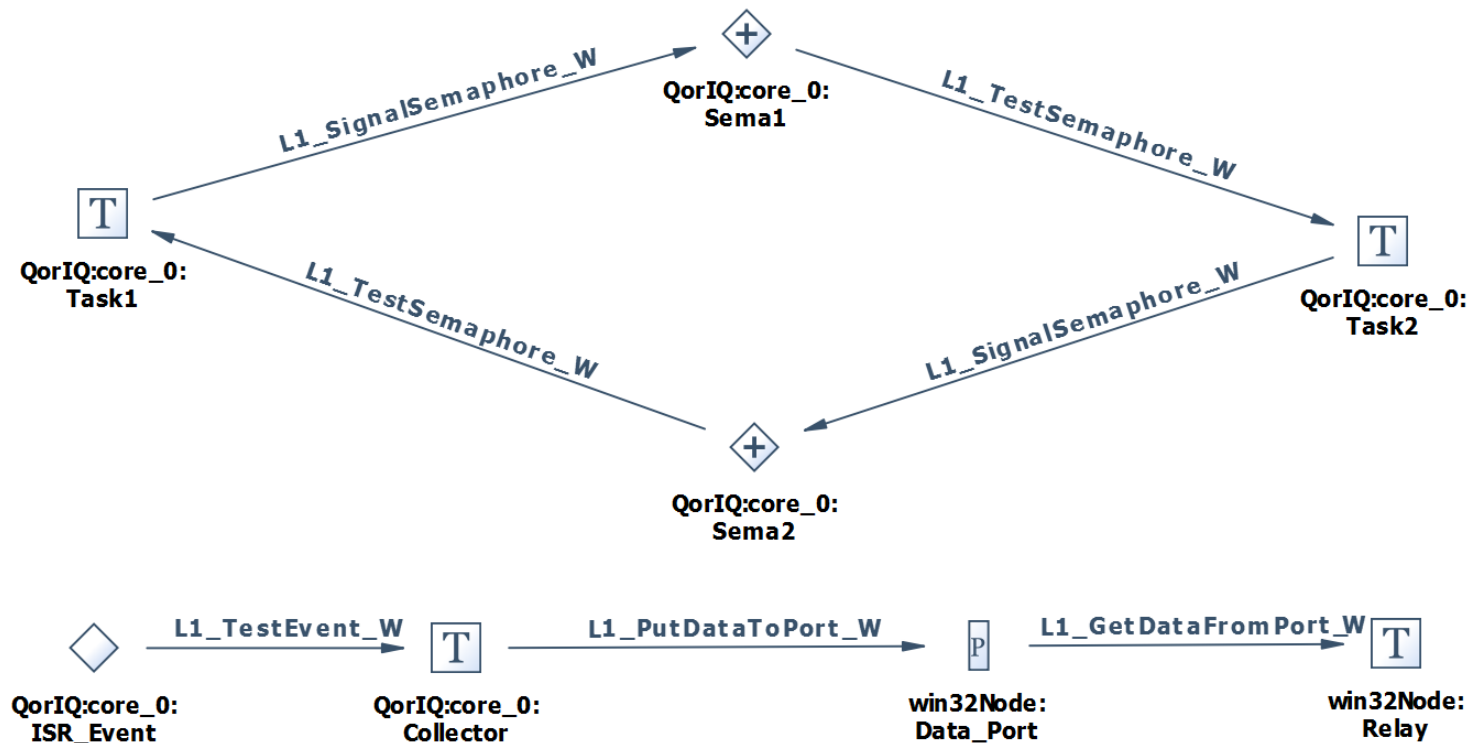 L1_SignalSemaphore_W
QorIQ:core_0:
Sema1
L1_TestSemaphore_W
T
QorIQ:core_0:
Task1
T
QorIQ:core_0:
Task2
L1_TestSemaphore_W
L1_SignalSemaphore_W
QorIQ:core_0:
Sema2
QorIQ:core_0:
ISR_Event
L1_TestEvent_W
T
QorIQ:core_0:
Collector
L1_PutDataToPort_W
P
win32Node:
Data_Port
L1_GetDataFromPort_W
T
win32Node:
Relay